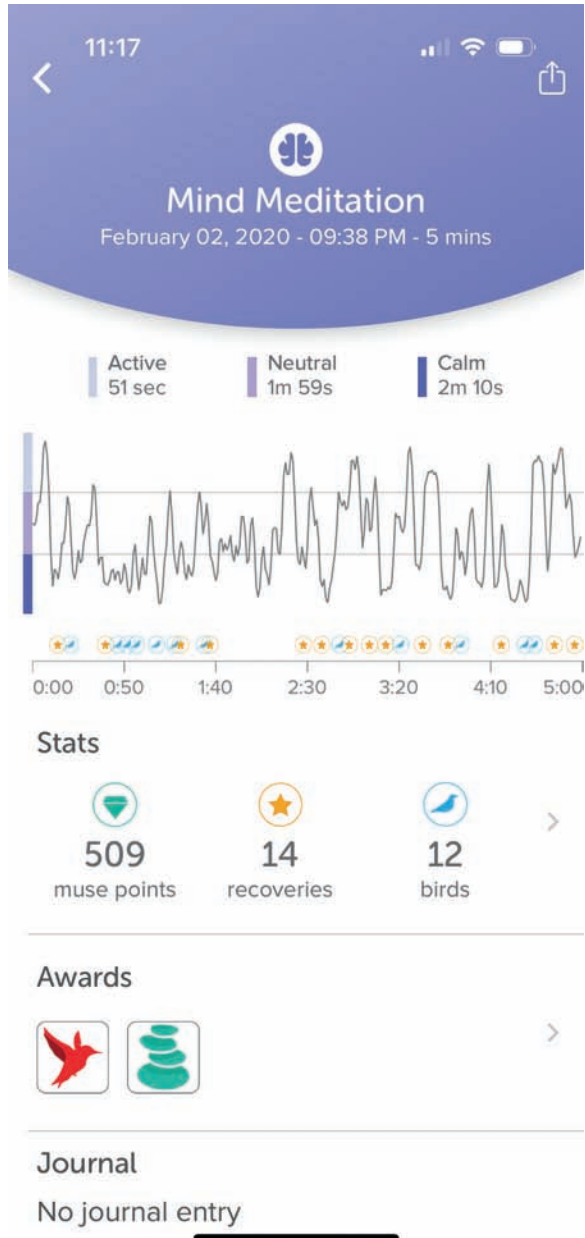 11:17
Mind Meditation
February 02, 2020 - 09:38 PM - 5 mins
Active Neutral Calm
51 sec 1m 59s 2m 10s
0:00 0:50 1:40 2:30 3:20 4:10 5:00
Stats
509 14 12
muse points recoveries birds
Awards
Journal
No journal entry